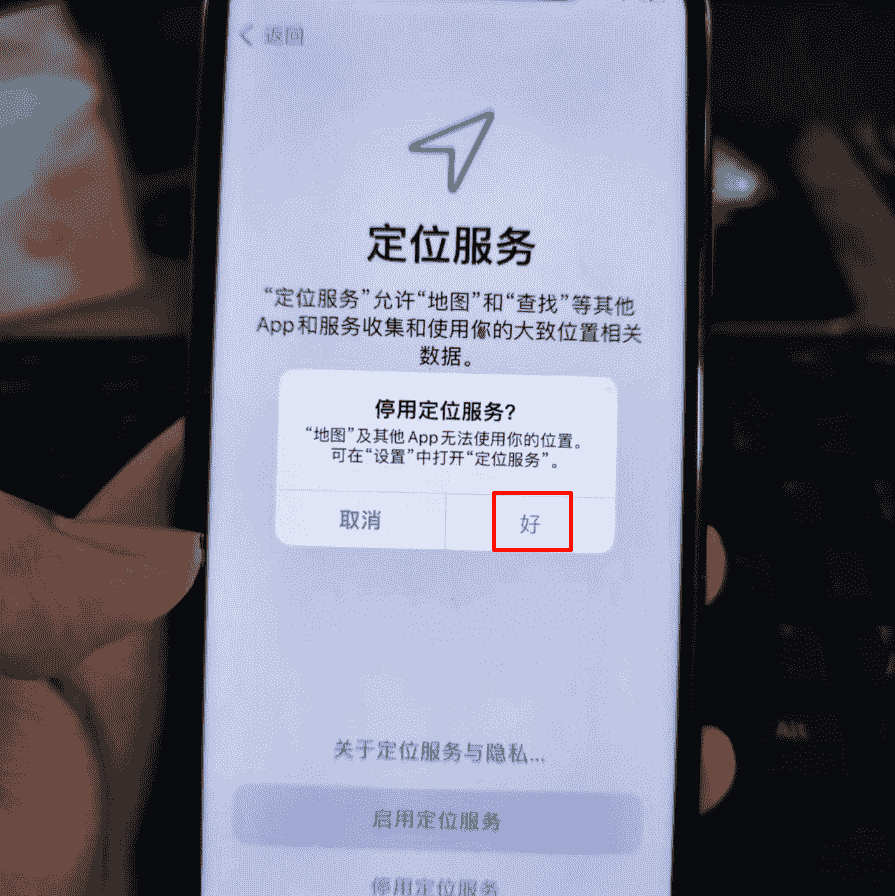 返回
定位服务
“定位服务”允许“地图”和“查找”等其他
App和服务收集和使用你的大致位置相关
数据。
停用定位服务?
“地图”及其他 App 无法使用你的位置。
可在“设置”中打开“定位服务”。
取消
好
关于定位服务与隐私...
启用定位服务
停用定位服务
Alt